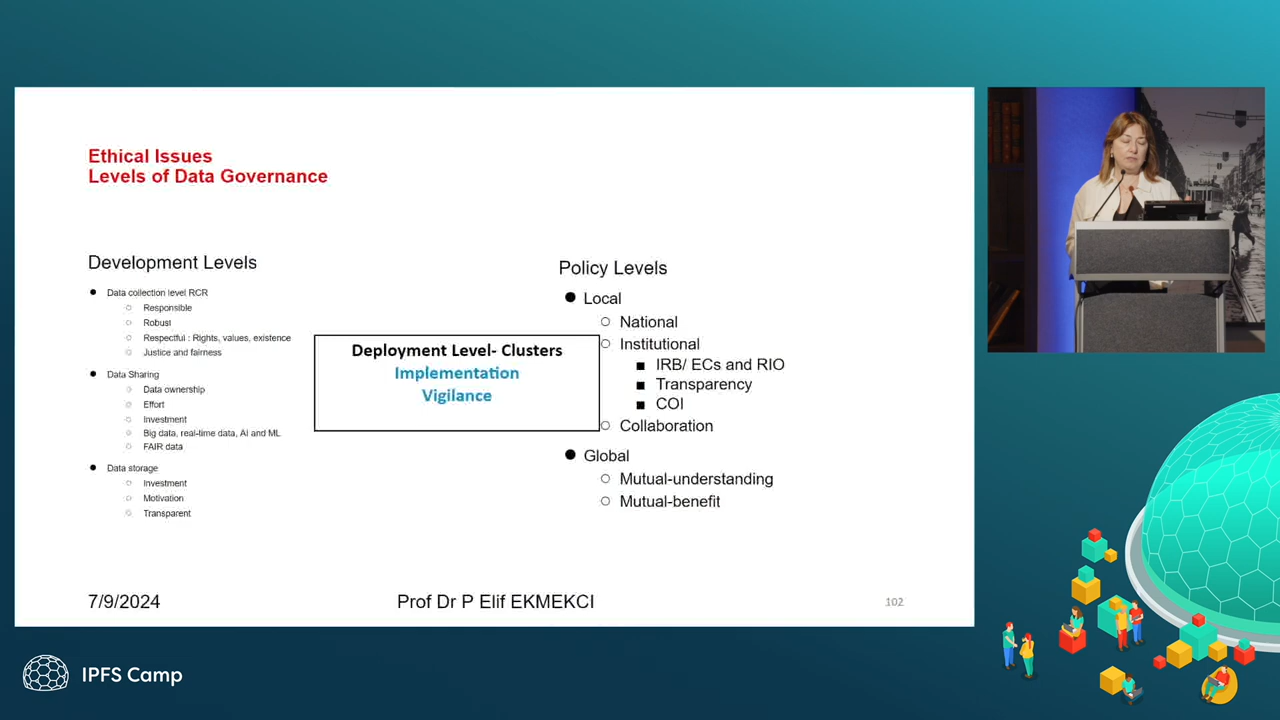 Ethical Issues
Levels of Data Governance
Development Levels
Data collection level RCR
Responsible
Robust
Respectful : Rights, values, existence
Justice and fairness
Data Sharing
Data ownership
Effort
Investment
Big data, real-time data, AI and ML
FAIR data
Data storage
Investment
Motivation
Transparent
Deployment Level- Clusters
Implementation
Vigilance
Policy Levels
Local
National
Institutional
IRB/ ECs and RIO
Transparency
COI
Collaboration
Global
Mutual-understanding
Mutual-benefit
7/9/2024
Prof Dr P Elif EKMEKCI
102
IPFS Camp